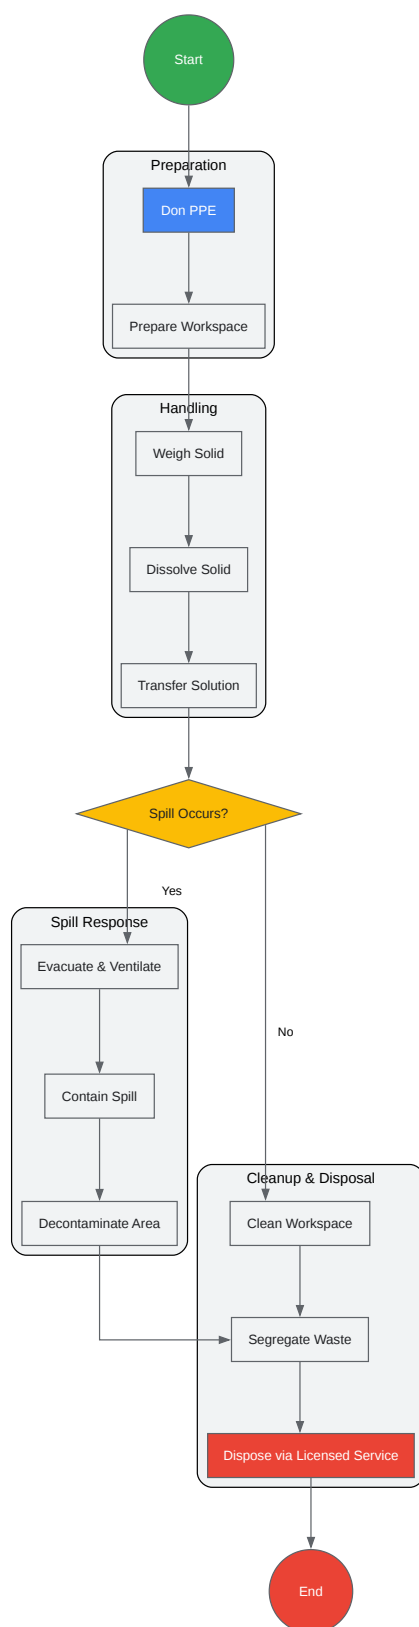 Start
Preparation
Don PPE
Prepare Workspace
Handling
Weigh Solid
Dissolve Solid
Transfer Solution
Spill Occurs?
Yes
Spill Response
Evacuate & Ventilate
No
Contain Spill
Cleanup & Disposal
Decontaminate Area
Clean Workspace
Segregate Waste
Dispose via Licensed Service
End